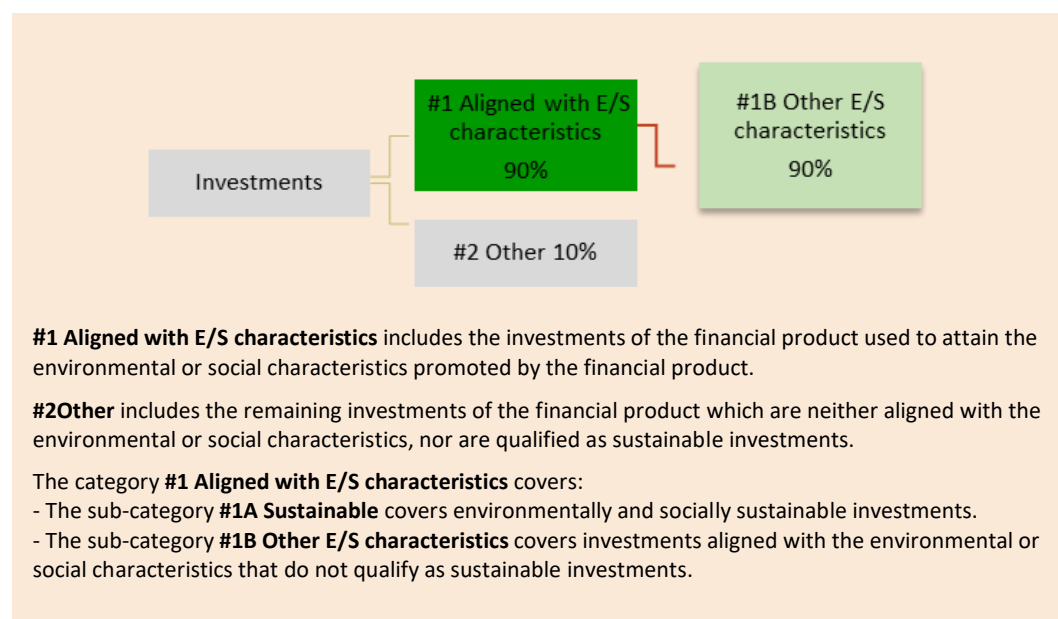 #1 Aligned with E/S
characteristics
90%
#1B Other E/S
characteristics
90%
Investments
#2 Other 10%
#1 Aligned with E/S characteristics includes the investments of the financial product used to attain the
environmental or social characteristics promoted by the financial product.
#2Other includes the remaining investments of the financial product which are neither aligned with the
environmental or social characteristics, nor are qualified as sustainable investments.
The category #1 Aligned with E/S characteristics covers:
- The sub-category #1A Sustainable covers environmentally and socially sustainable investments.
- The sub-category #1B Other E/S characteristics covers investments aligned with the environmental or
social characteristics that do not qualify as sustainable investments.